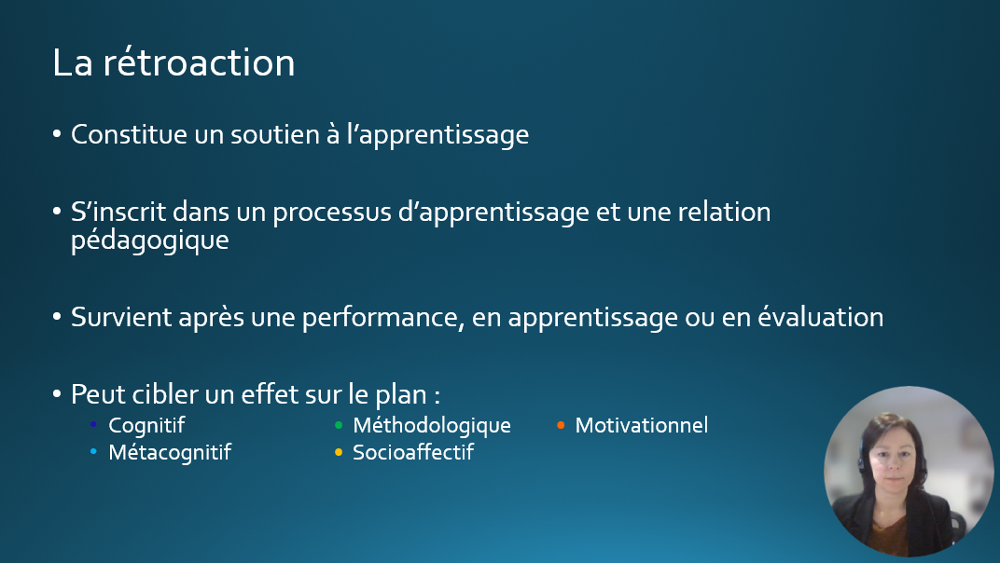 La rétroaction
• Constitue un soutien à l’apprentissage
• S’inscrit dans un processus d’apprentissage et une relation
pédagogique
• Survient après une performance, en apprentissage ou en évaluation
• Peut cibler un effet sur le plan :
• Cognitif • Méthodologique • Motivationnel
• Métacognitif • Socioaffectif